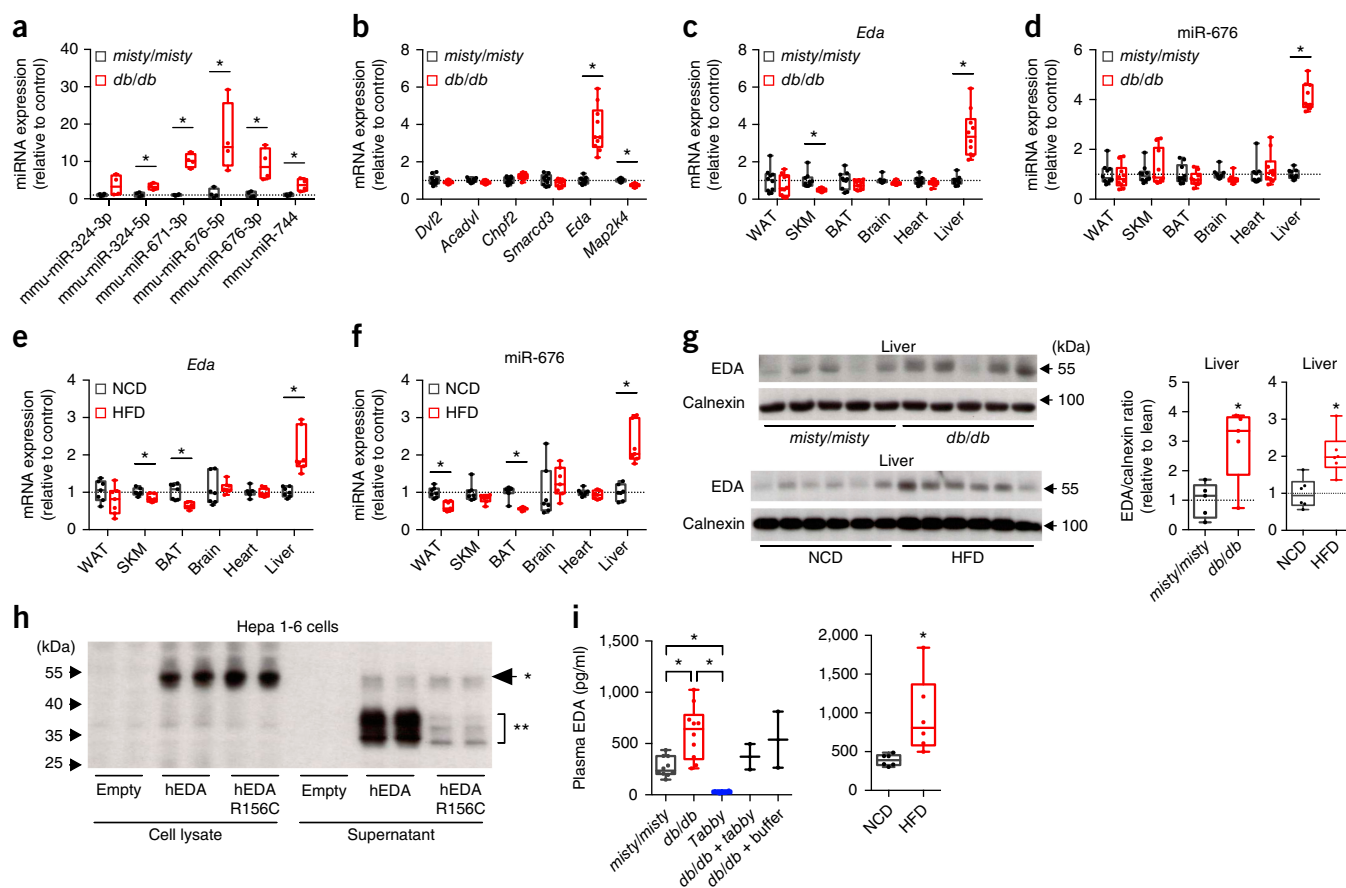 a
miRNA expression
(relative to control)
misty/misty
db/db
40
30
20
10
0
*
*
*
*
*
mmu-miR-324-3p
mmu-miR-324-5p
mmu-miR-671-3p
mmu-miR-676-5p
mmu-miR-676-3p
mmu-miR-744
b
mRNA expression
(relative to control)
misty/misty
db/db
8
6
4
2
0
*
*
Dvl2
Acadvl
Chpf2
Smarcd3
Eda
Map2k4
c
Eda
mRNA expression
(relative to control)
misty/misty
db/db
8
6
4
2
0
*
*
WAT
SKM
BAT
Brain
Heart
Liver
d
miR-676
miRNA expression
(relative to control)
misty/misty
db/db
6
4
2
0
*
WAT
SKM
BAT
Brain
Heart
Liver
e
Eda
mRNA expression
(relative to control)
NCD
HFD
4
3
2
1
0
*
*
*
WAT
SKM
BAT
Brain
Heart
Liver
f
miR-676
mRNA expression
(relative to control)
NCD
HFD
4
3
2
1
0
*
*
*
WAT
SKM
BAT
Brain
Heart
Liver
g
Liver
(kDa)
EDA
55
Calnexin
100
misty/misty
db/db
Liver
EDA
55
Calnexin
100
NCD
HFD
EDA/calnexin ratio
(relative to lean)
Liver
5
4
3
2
1
0
*
misty/misty
db/db
Liver
4
3
2
1
0
*
NCD
HFD
h
Hepa 1-6 cells
(kDa)
55
40
35
25
*
**
Empty
hEDA
hEDA
R156C
Empty
hEDA
hEDA
R156C
Cell lysate
Supernatant
i
Plasma EDA (pg/ml)
1,500
1,000
500
0
*
*
*
misty/misty
db/db
Tabby
db/db + tabby
db/db + buffer
2,000
1,500
1,000
500
0
*
NCD
HFD